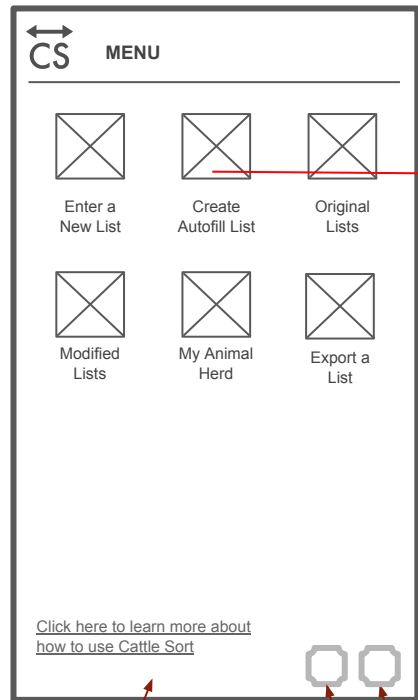 CS MENU
Enter a
New List
Create
Autofill List
Original
Lists
Modified
Lists
My Animal
Herd
Export a
List
Click here to learn more about
how to use Cattle Sort